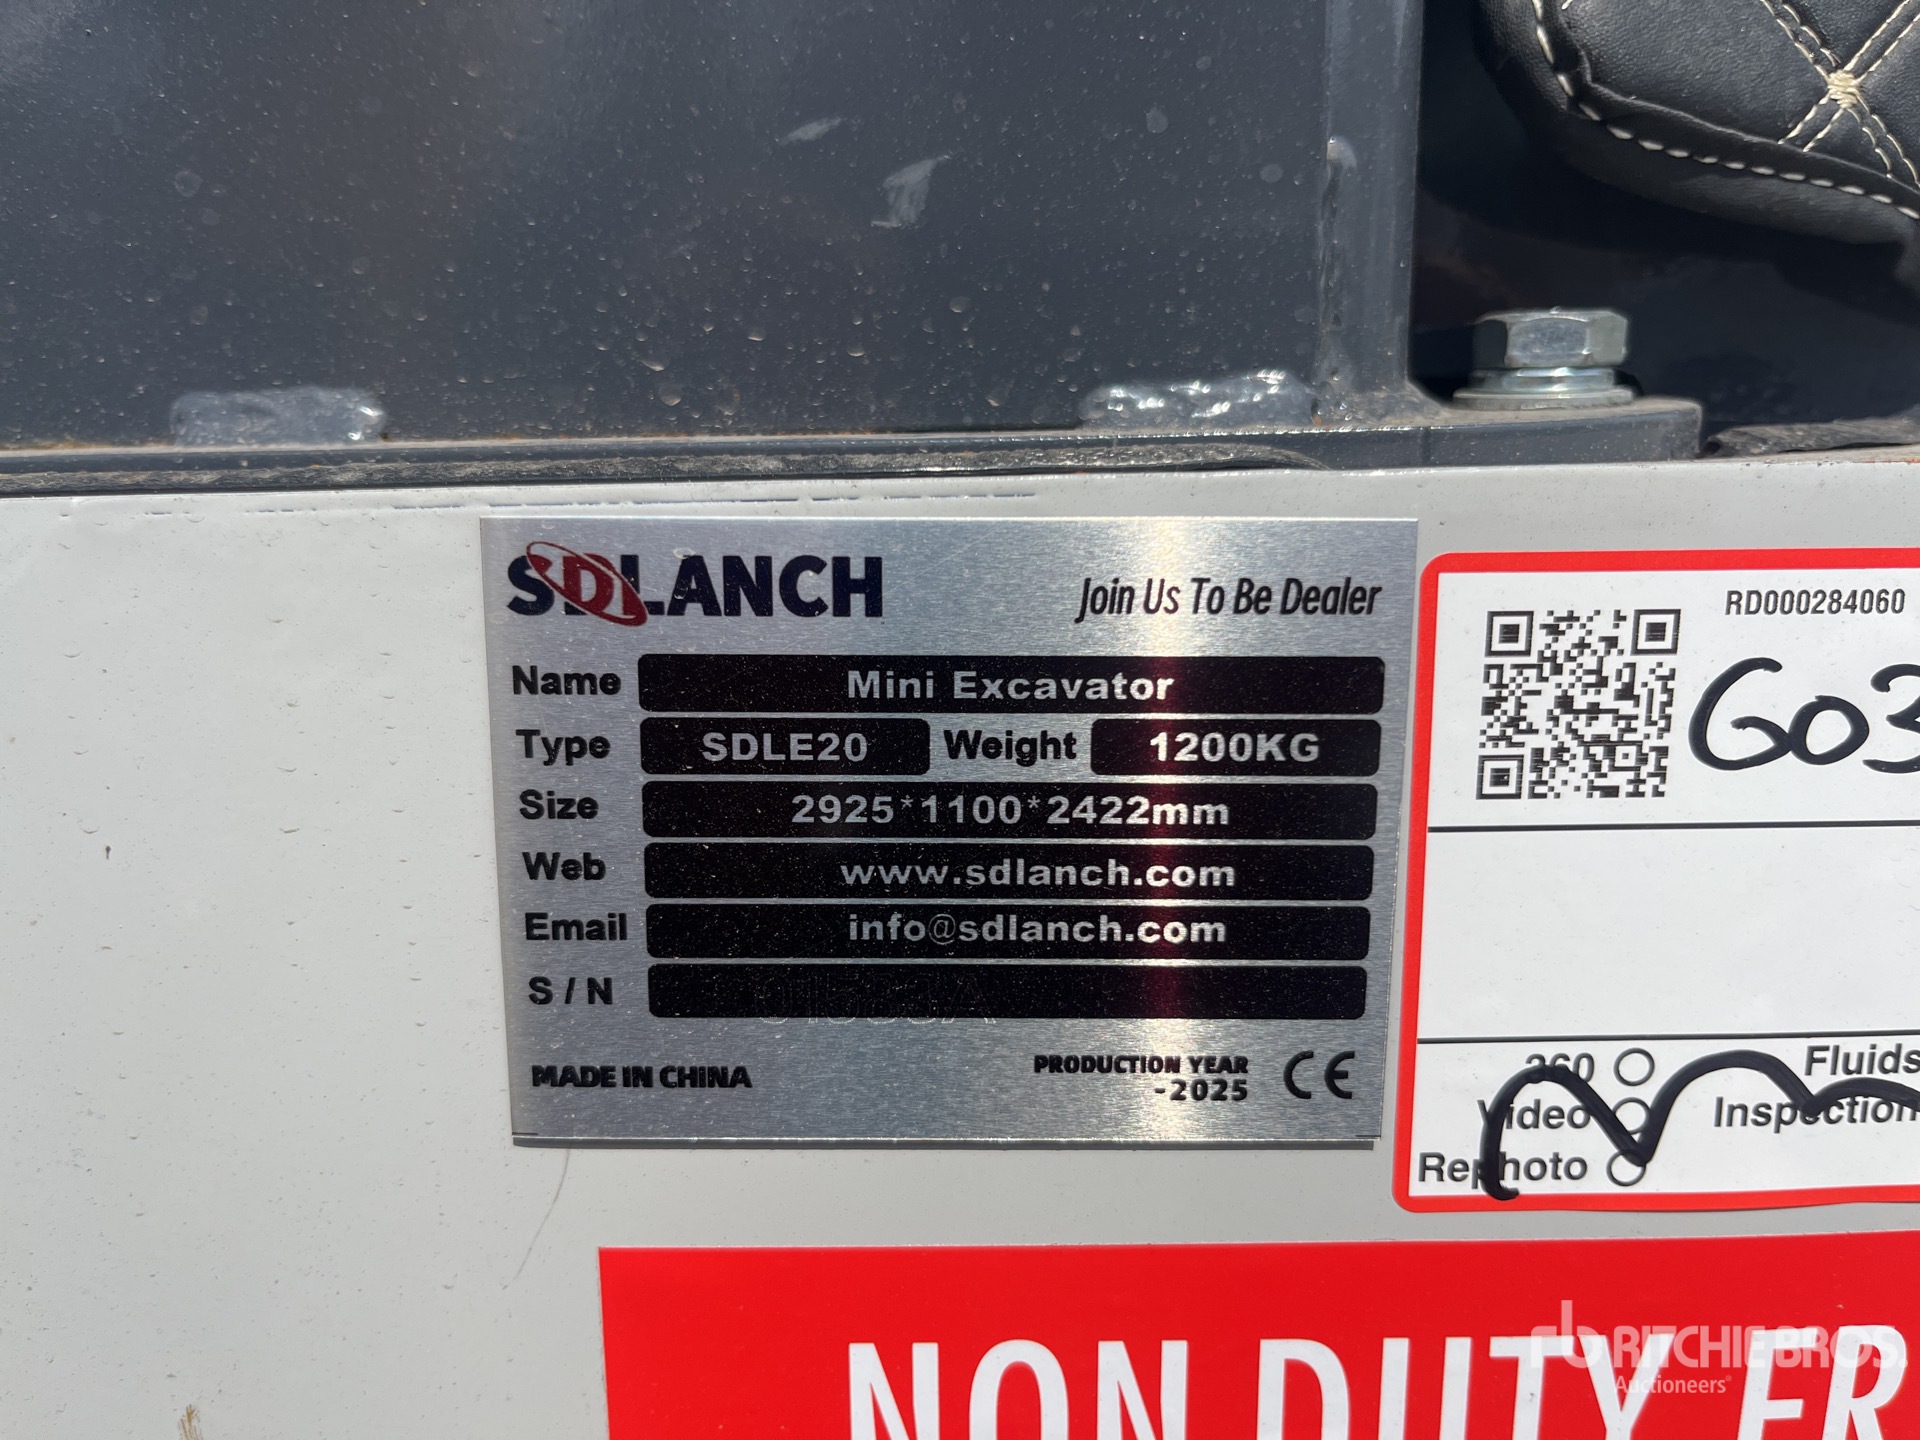 SDLANCH
Join Us To Be Dealer
Name Mini Excavator
Type SDLE20 Weight 1200KG
Size 2925*1100*2422mm
Web www.sdlanch.com
Email info@sdlanch.com
S / N
MADE IN CHINA
PRODUCTION YEAR
-2025
CE
RD000284060
G03
360
Video
Rephoto
Fluids
Inspection
NON DUTY
rb RITCHIE BROS.
Auctioneers